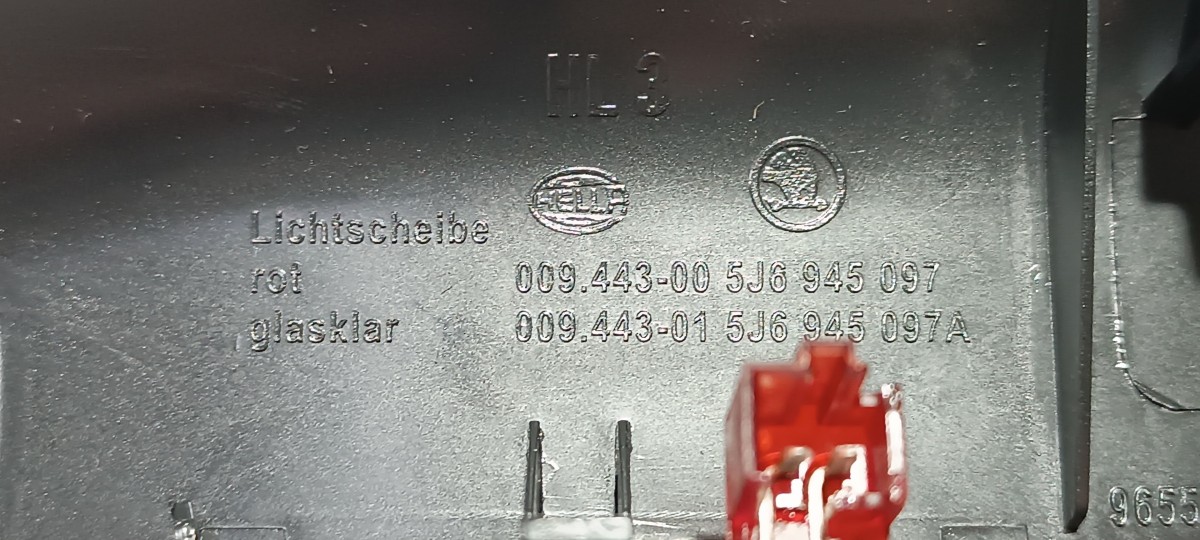 HL 3
HELLA
Lichtscheibe
rot 009.443-00 5J6 945 097
glasklar 009.443-01 5J6 945 097A
9655